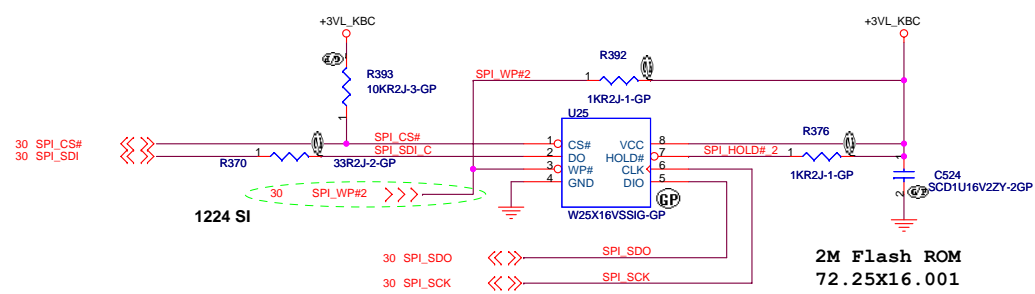 +3VL_KBC
+3VL_KBC
R392
SPI_WP#2 1
1KR2J-1-GP
R393
10KR2J-3-GP
1
U25
30 SPI_CS#
30 SPI_SDI
SPI_CS#
SPI_SDI_C
R370 1
33R2J-2-GP
1 CS# VCC 8
2 DO HOLD# 7
3 WP# CLK 6
4 GND DIO 5
SPI_HOLD#_2
R376
1
1KR2J-1-GP
1
C524
SCD1U16V2ZY-2GP
2
30 SPI_WP#2
GP
W25X16VSSIG-GP
1224 SI
30 SPI_SDO SPI_SDO
30 SPI_SCK SPI_SCK
2M Flash ROM
72.25X16.001